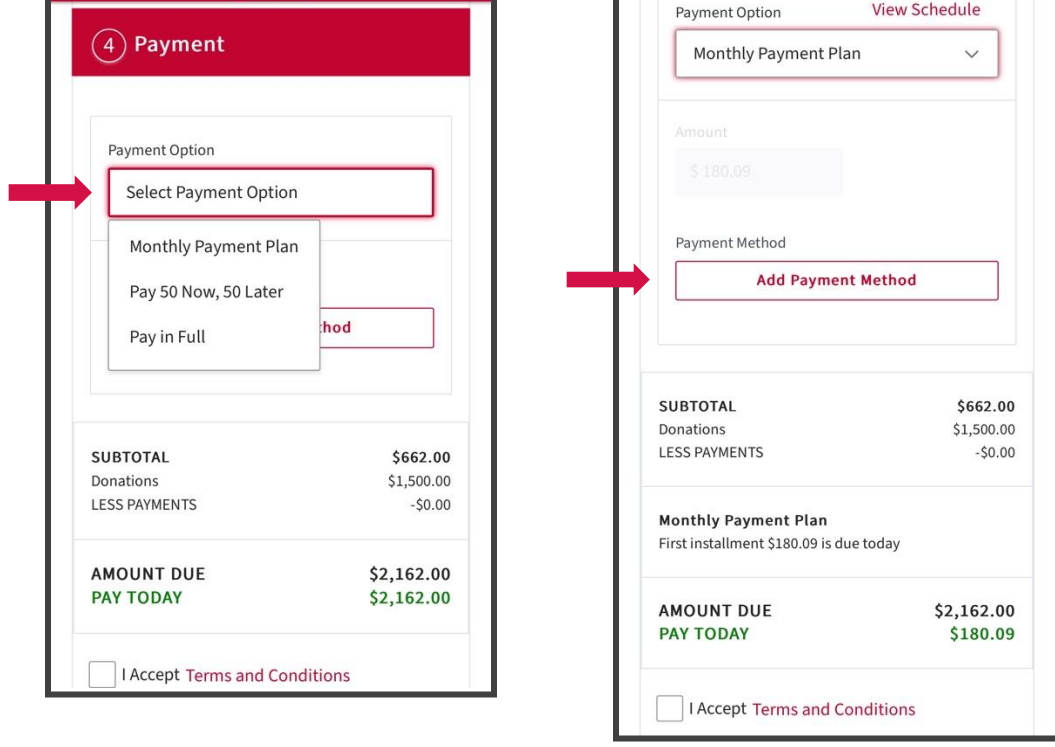 4 Payment
Payment Option
Select Payment Option
Monthly Payment Plan
Pay 50 Now, 50 Later
hod
Pay in Full
SUBTOTAL $662.00
Donations $1,500.00
LESS PAYMENTS -$0.00
AMOUNT DUE $2,162.00
PAY TODAY $2,162.00
I Accept Terms and Conditions
Payment Option View Schedule
Monthly Payment Plan
Amount
$ 180.09
Payment Method
Add Payment Method
SUBTOTAL $662.00
Donations $1,500.00
LESS PAYMENTS -$0.00
Monthly Payment Plan
First installment $180.09 is due today
AMOUNT DUE $2,162.00
PAY TODAY $180.09
I Accept Terms and Conditions